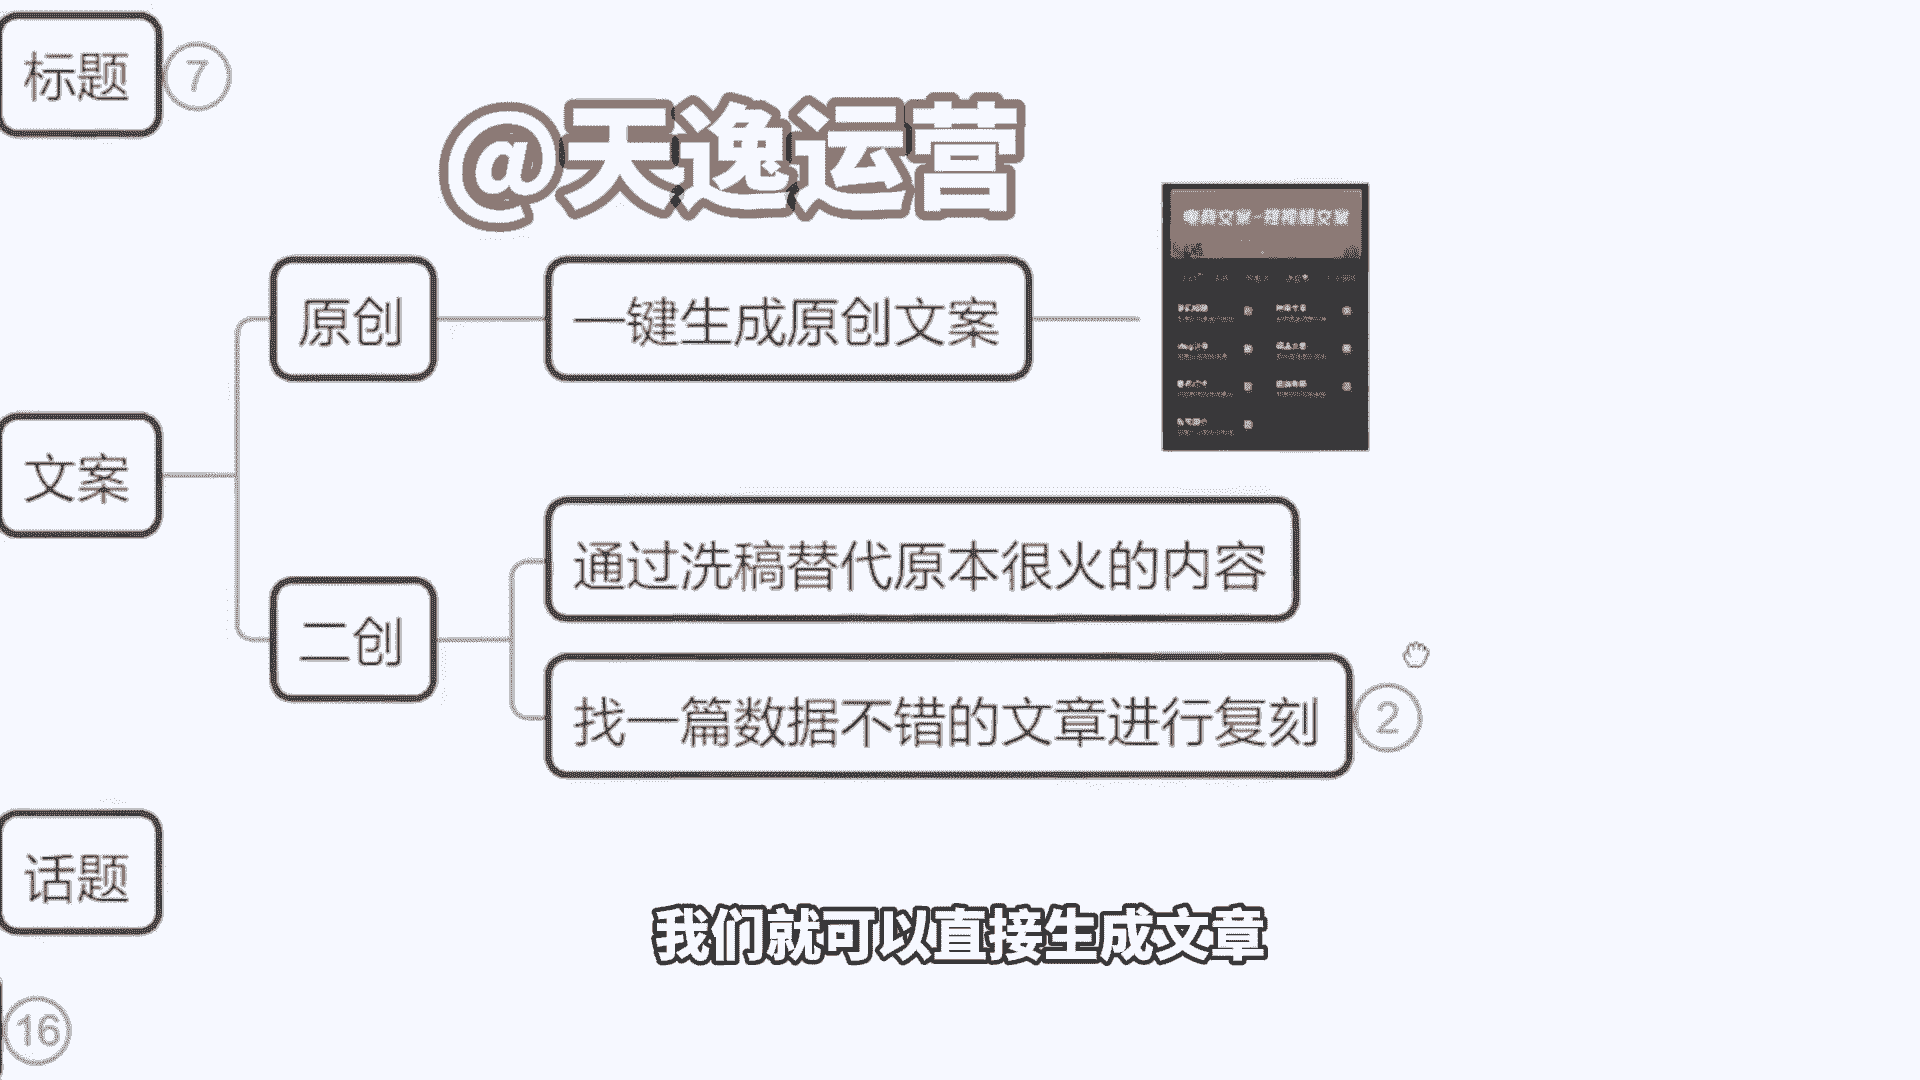 标题
7
@天逸运营
原创
一键生成原创文案
文案
通过洗稿替代原本很火的内容
二创
找一篇数据不错的文章进行复刻
2
话题
我们就可以直接生成文章
16